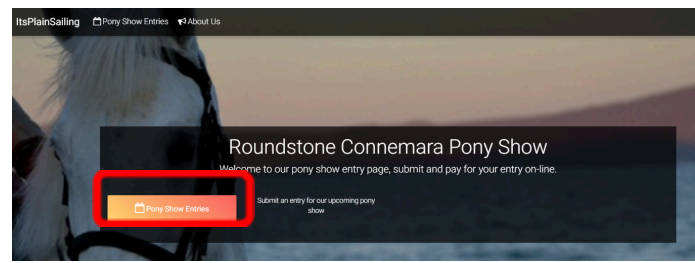 ItsPlainSailing Pony Show Entries About Us
Roundstone Connemara Pony Show
Welcome to our pony show entry page, submit and pay for your entry on-line.
Pony Show Entries
Submit an entry for our upcoming pony
show